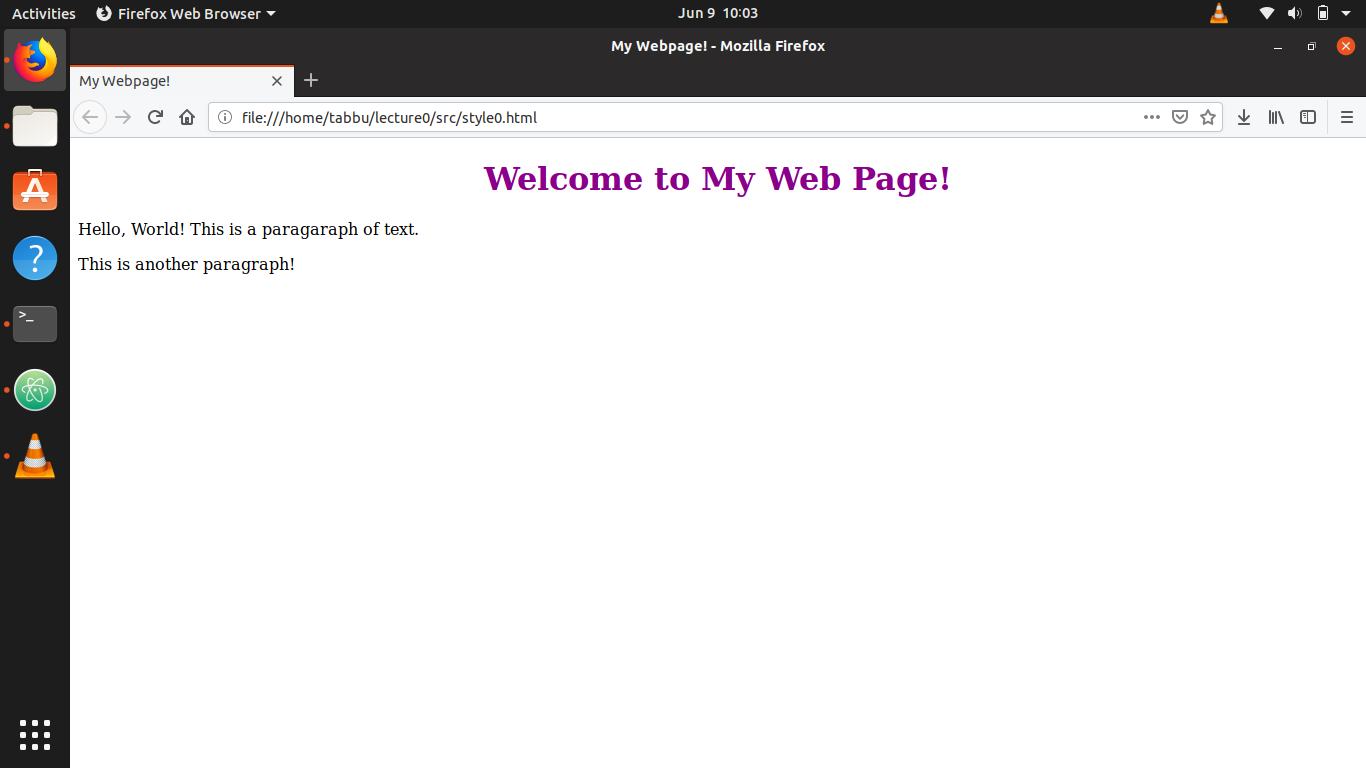 Activities Firefox Web Browser Jun 9 10:03
My Webpage! - Mozilla Firefox
My Webpage!
file:///home/tabbu/lecture0/src/style0.html
Welcome to My Web Page!
Hello, World! This is a paragaraph of text.
This is another paragraph!
?
>_